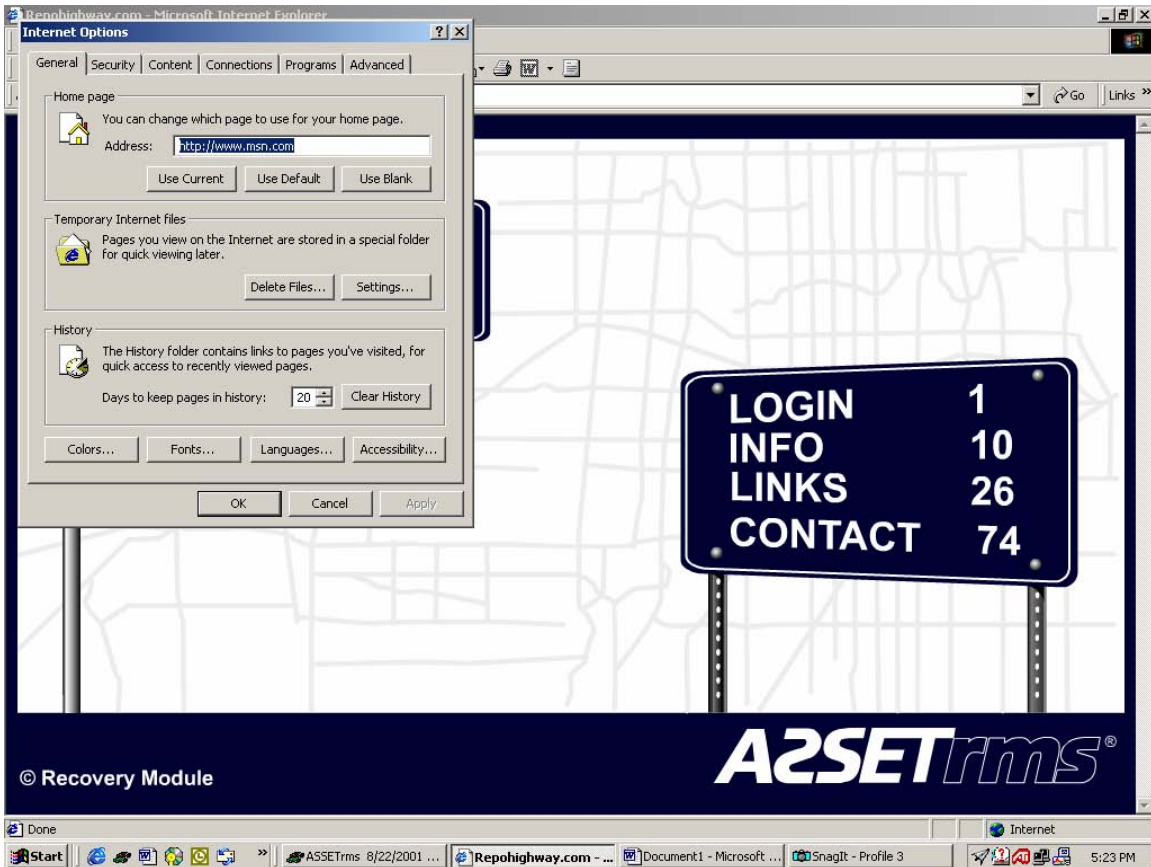 Repohighway.com - Microsoft Internet Explorer
Internet Options
General Security Content Connections Programs Advanced
Home page
You can change which page to use for your home page.
Address: http://www.msn.com
Use Current Use Default Use Blank
Temporary Internet files
Pages you view on the Internet are stored in a special folder
for quick viewing later.
Delete Files... Settings...
History
The History folder contains links to pages you've visited, for
quick access to recently viewed pages.
Days to keep pages in history: 20 Clear History
Colors... Fonts... Languages... Accessibility...
OK Cancel Apply
Go Links »
LOGIN 1
INFO 10
LINKS 26
CONTACT 74
ASSETrms®
© Recovery Module
Done Internet
Start » ASSETrms 8/22/2001 ... Repohighway.com - ... Document1 - Microsoft ... SnagIt - Profile 3 5:23 PM